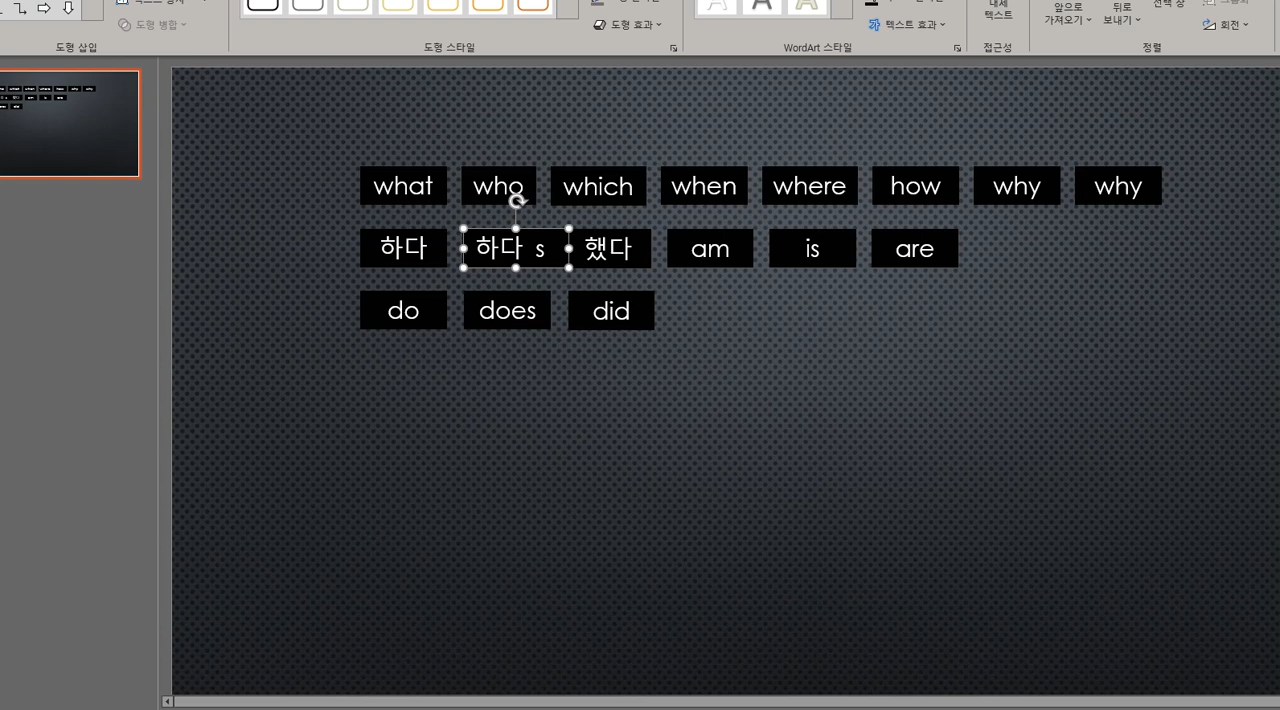 도형 병합
도형 효과
텍스트 효과
대체
텍스트
앞으로
가져오기
뒤로
보내기
선택 창
회전
도형 삽입
도형 스타일
WordArt 스타일
접근성
정렬
what who which when where how why why
하다 하다 s 했다 am is are
do does did